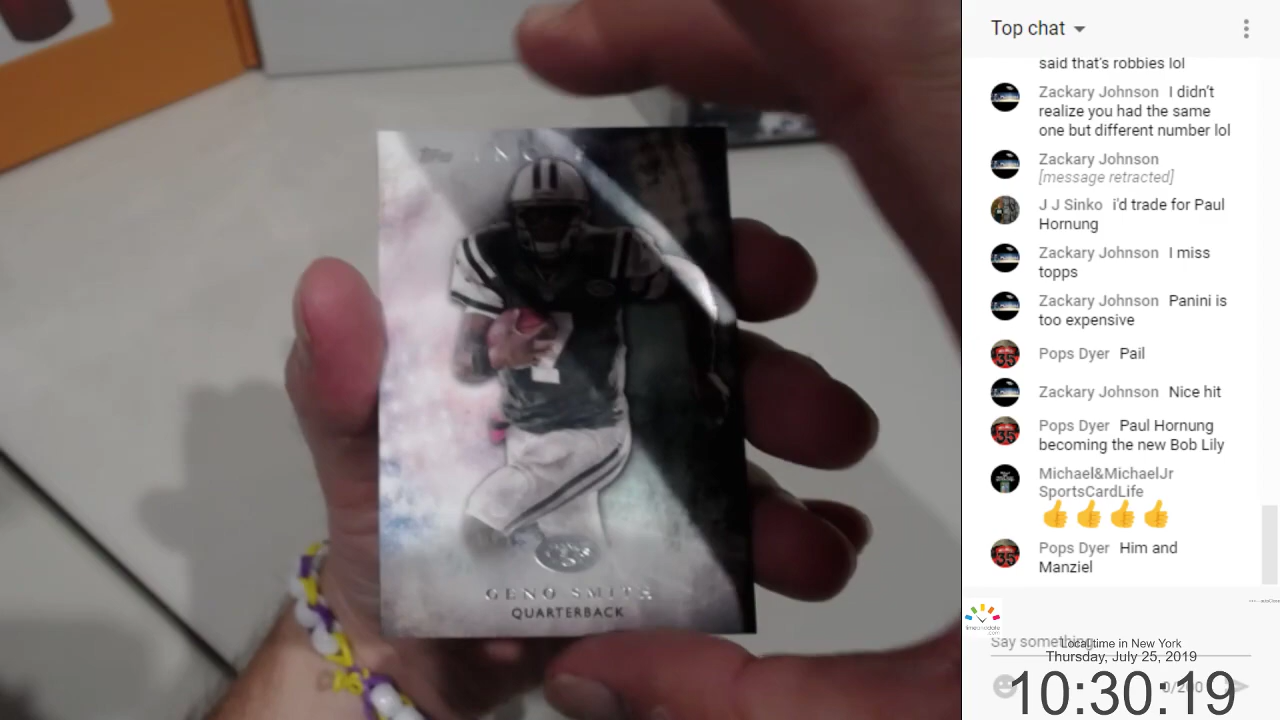 Topps
GENO SMITH
QUARTERBACK
Top chat
said that's robbies lol
Zackary Johnson I didn't
realize you had the same
one but different number lol
Zackary Johnson
[message retracted]
J J Sinko i'd trade for Paul
Hornung
Zackary Johnson I miss
topps
Zackary Johnson Panini is
too expensive
Pops Dyer Pail
Zackary Johnson Nice hit
Pops Dyer Paul Hornung
becoming the new Bob Lily
Michael&MichaelJr
SportsCardLife
Pops Dyer Him and
Manziel
Say something...
Local time in New York
Thursday, July 25, 2019
10:30:19